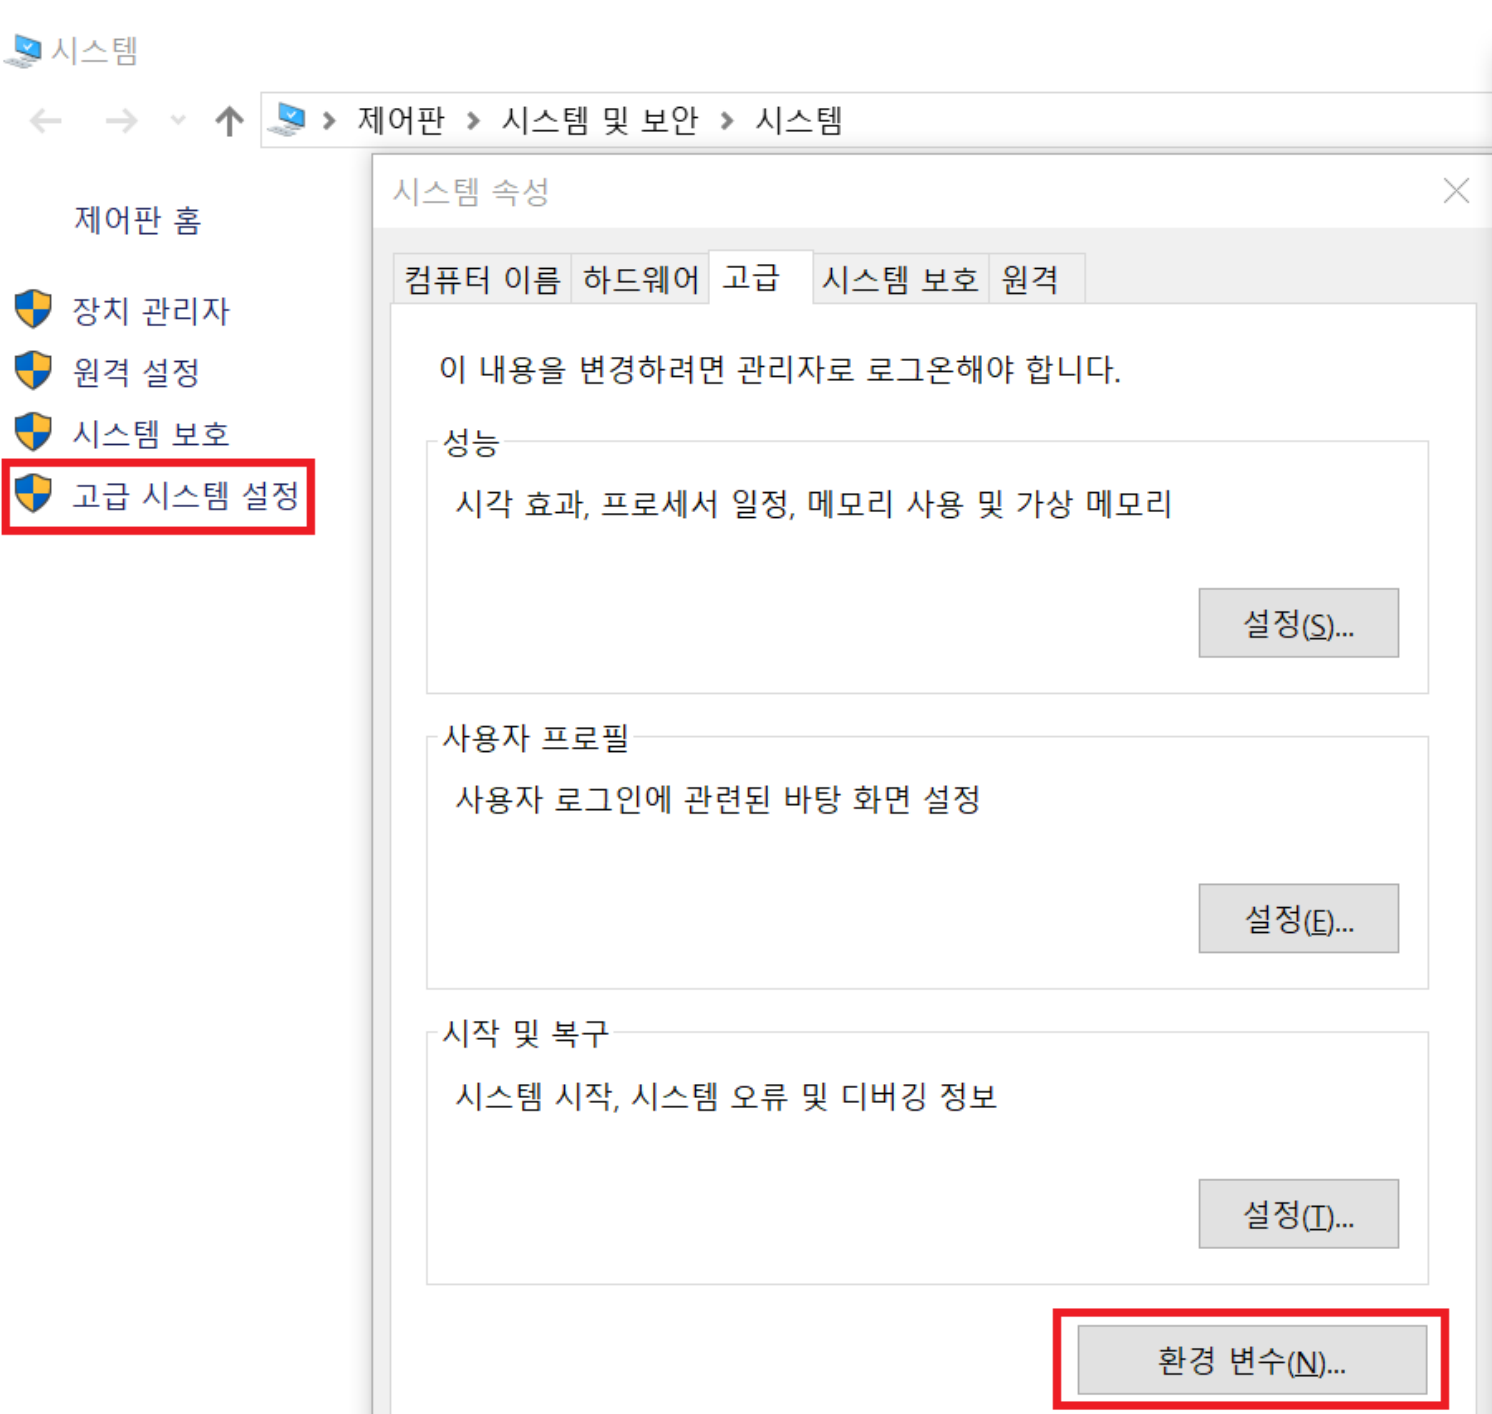 시스템
제어판 > 시스템 및 보안 > 시스템
제어판 홈
장치 관리자
원격 설정
시스템 보호
고급 시스템 설정
시스템 속성
컴퓨터 이름 하드웨어 고급 시스템 보호 원격
이 내용을 변경하려면 관리자로 로그온해야 합니다.
성능
시각 효과, 프로세서 일정, 메모리 사용 및 가상 메모리
설정(S)...
사용자 프로필
사용자 로그인에 관련된 바탕 화면 설정
설정(E)...
시작 및 복구
시스템 시작, 시스템 오류 및 디버깅 정보
설정(T)...
환경 변수(N)...